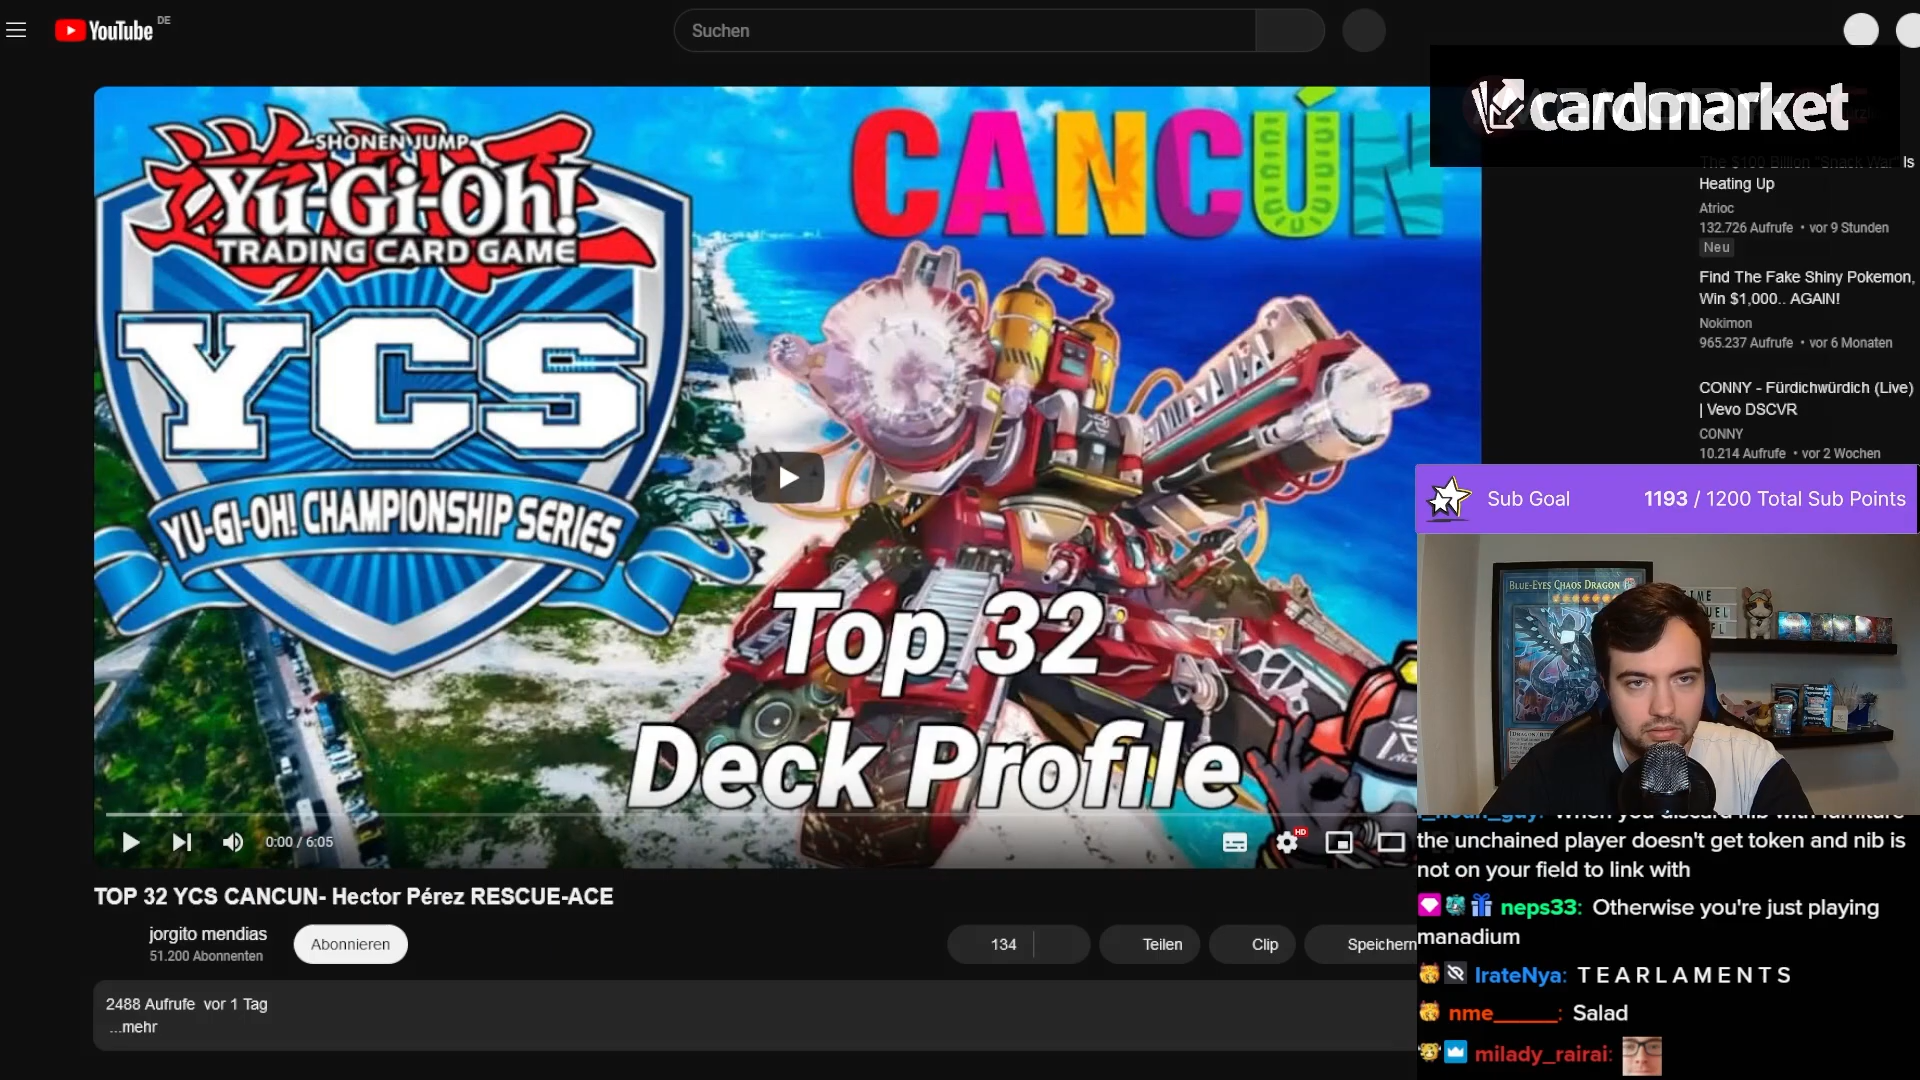 YouTube DE
Suchen
cardmarket
SHONEN JUMP
Yu-Gi-Oh!
TRADING CARD GAME
YCS
YU-GI-OH! CHAMPIONSHIP SERIES
CANCÚN
Top 32
Deck Profile
0:00 / 6:05
HD
TOP 32 YCS CANCUN- Hector Pérez RESCUE-ACE
jorgito mendias
51.200 Abonnenten
Abonnieren
134
Teilen
Clip
Speichern
2488 Aufrufe vor 1 Tag
...mehr
The $100 Billion "Snack War" Is
Heating Up
Atrioc
132.726 Aufrufe • vor 9 Stunden
Neu
Find The Fake Shiny Pokemon,
Win $1,000.. AGAIN!
Nokimon
965.237 Aufrufe • vor 6 Monaten
CONNY - Fürdichwürdich (Live)
| Vevo DSCVR
CONNY
10.214 Aufrufe • vor 2 Wochen
Sub Goal
1193 / 1200 Total Sub Points
BLUE-EYES CHAOS DRAGON
When you discard nib with furniture
the unchained player doesn't get token and nib is
not on your field to link with
neps33: Otherwise you're just playing
manadium
IrateNya: T E A R L A M E N T S
nme_____: Salad
milady_rairai: